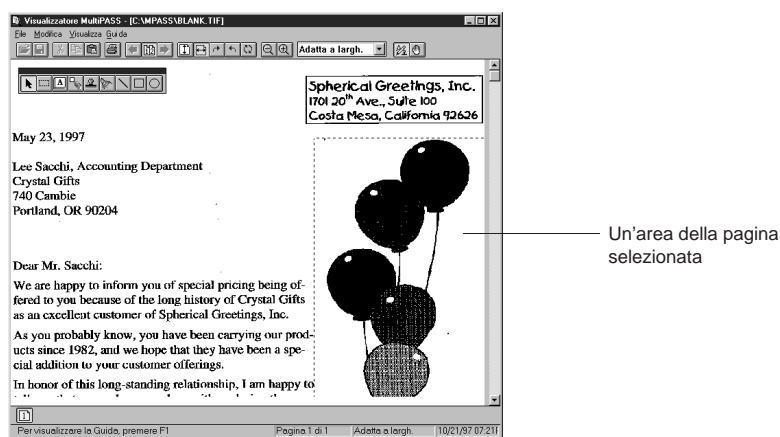 Visualizzatore MultiPASS - [C:\MPASS\BLANK.TIF]
File Modifica Visualizza Guida
Adatta a largh.
A
Spherical Greetings, Inc.
1701 20th Ave., Suite 100
Costa Mesa, California 92626
May 23, 1997
Lee Sacchi, Accounting Department
Crystal Gifts
740 Cambie
Portland, OR 90204
Dear Mr. Sacchi:
We are happy to inform you of special pricing being of-
fered to you because of the long history of Crystal Gifts
as an excellent customer of Spherical Greetings, Inc.
As you probably know, you have been carrying our prod-
ucts since 1982, and we hope that they have been a spe-
cial addition to your customer offerings.
In honor of this long-standing relationship, I am happy to
1
Per visualizzare la Guida, premere F1
Pagina 1 di 1
Adatta a largh.
10/21/97 07:21
Un'area della pagina
selezionata